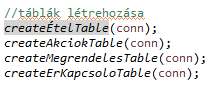 //táblák létrehozása
createÉtelTable(conn);
createAkciokTable(conn);
createMegrendelesTable(conn);
createErKapcsoloTable(conn);